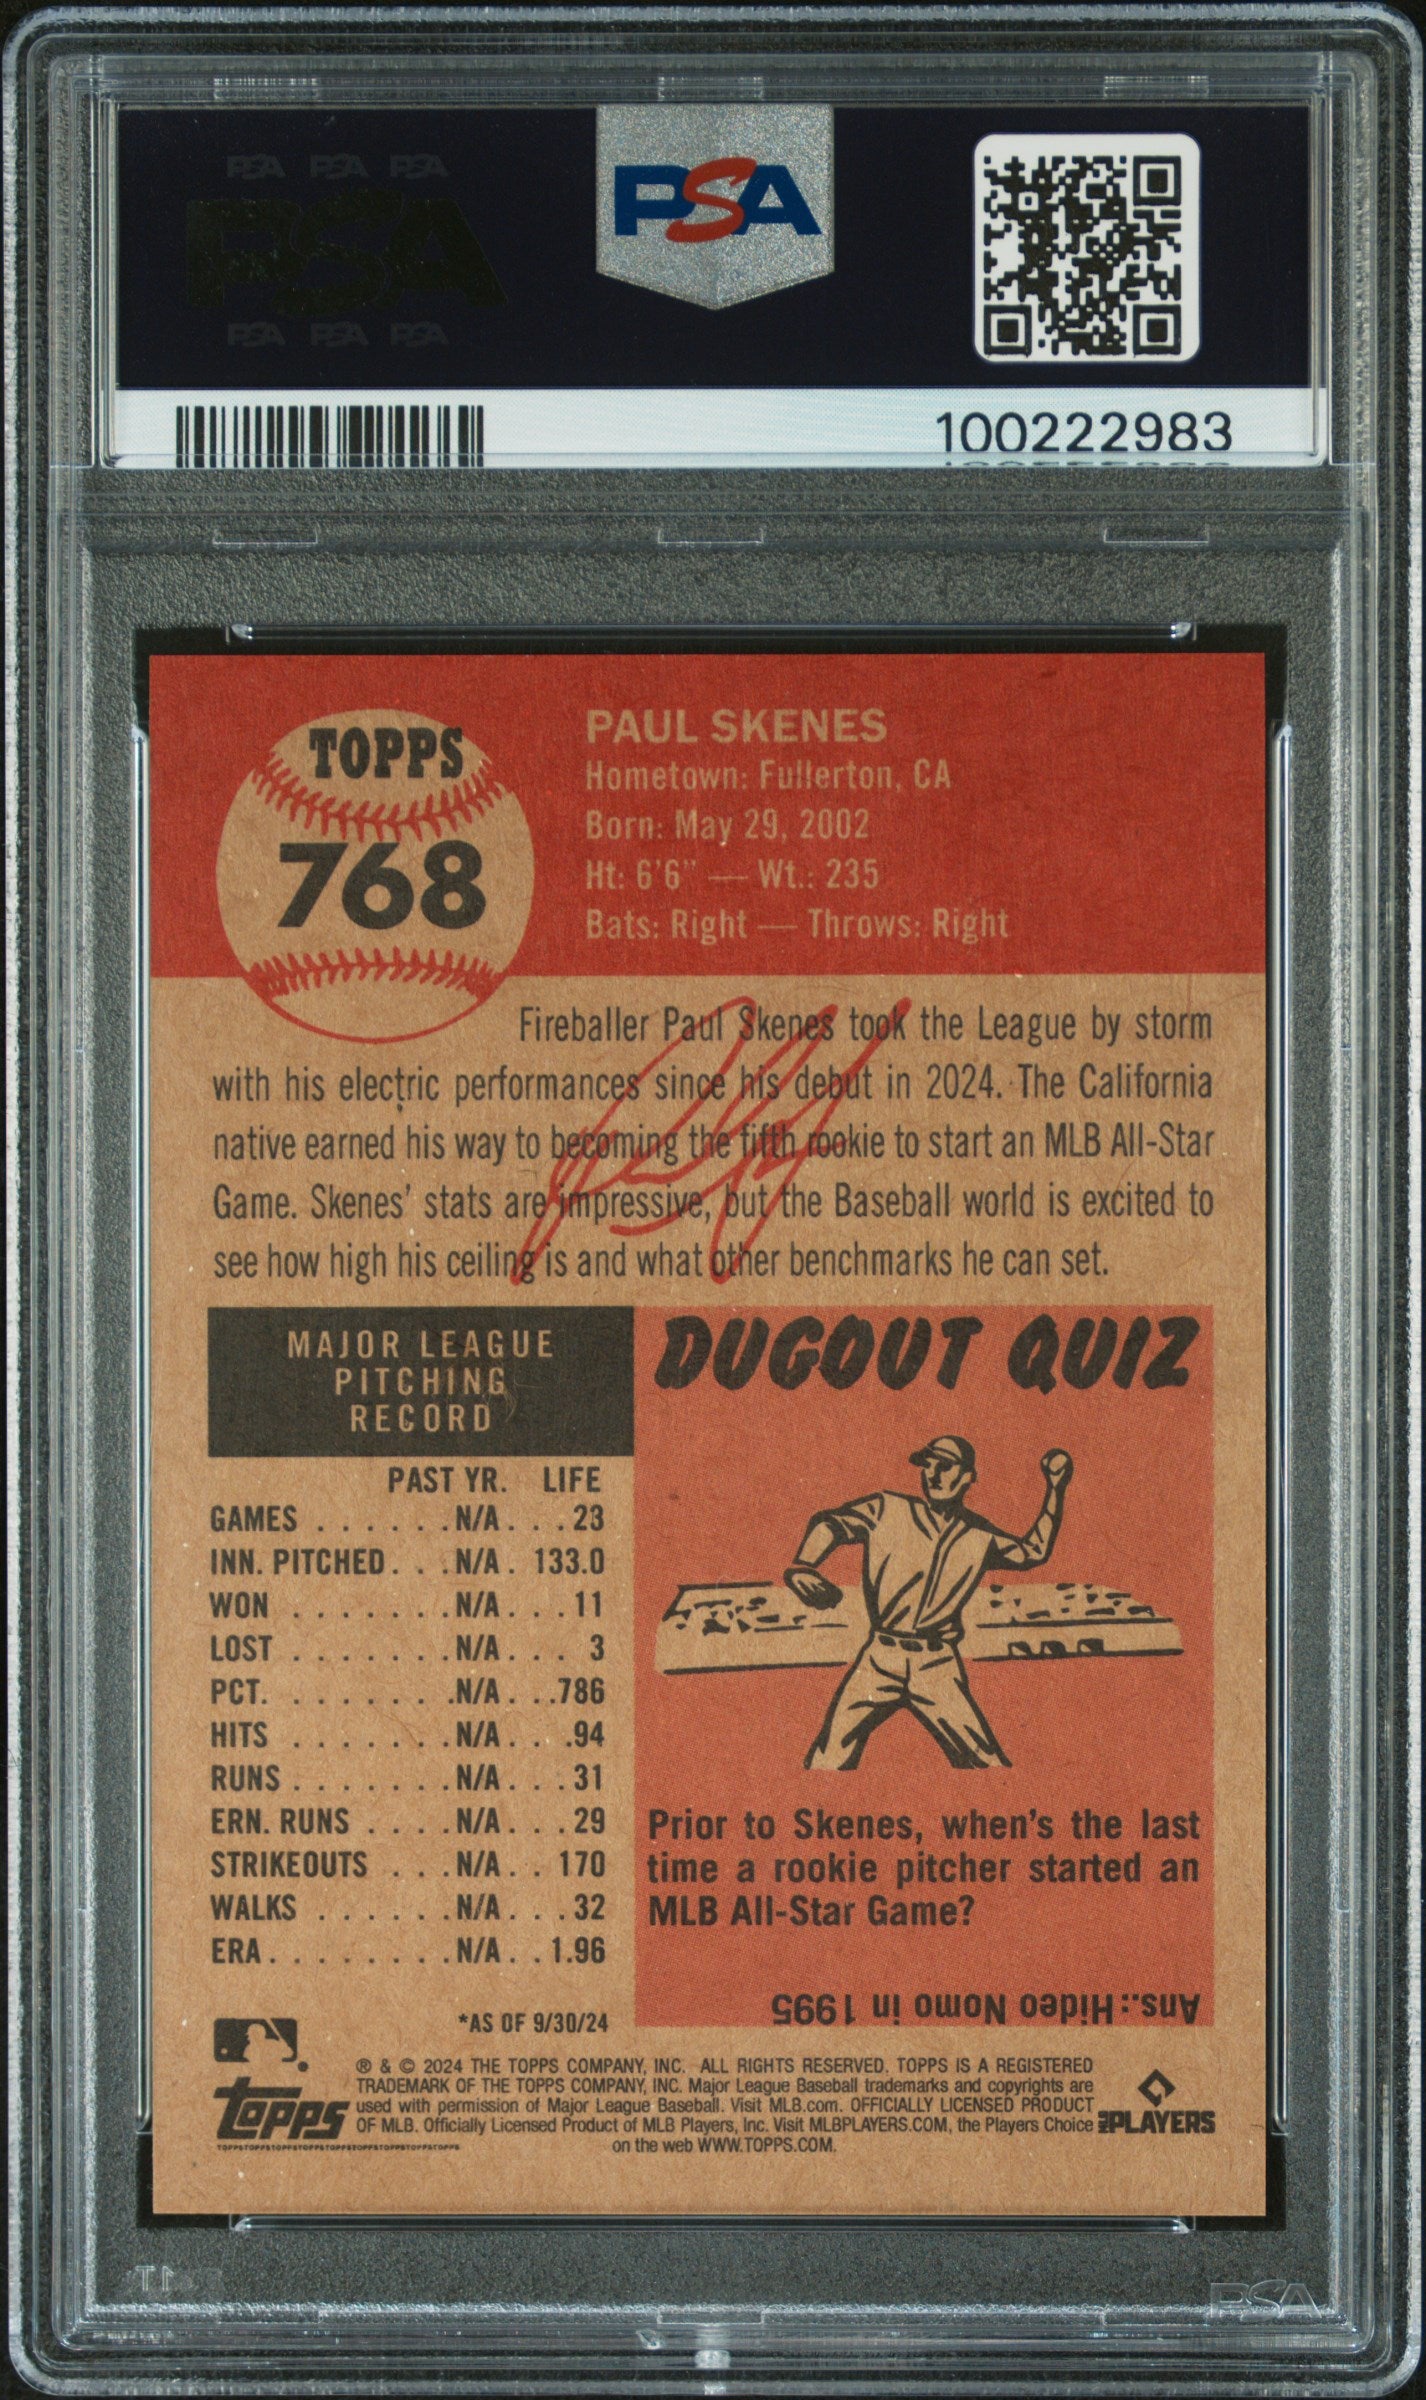 PSA PSA PSA
PSA
PSA PSA PSA
PSA
100222983
TOPPS
768
PAUL SKENES
Hometown: Fullerton, CA
Born: May 29, 2002
Ht: 6'6" — Wt.: 235
Bats: Right — Throws: Right
Fireballer Paul Skenes took the League by storm
with his electric performances since his debut in 2024. The California
native earned his way to becoming the fifth rookie to start an MLB All-Star
Game. Skenes' stats are impressive, but the Baseball world is excited to
see how high his ceiling is and what other benchmarks he can set.
MAJOR LEAGUE
PITCHING
RECORD
PAST YR. LIFE
GAMES . . . . . . N/A . . . 23
INN. PITCHED . . . N/A . 133.0
WON . . . . . . . N/A . . . 11
LOST . . . . . . . N/A . . . 3
PCT. . . . . . . . N/A . . .786
HITS . . . . . . . N/A . . . 94
RUNS . . . . . . . N/A . . . 31
ERN. RUNS . . . . N/A . . . 29
STRIKEOUTS . . . N/A . . 170
WALKS . . . . . . N/A . . . 32
ERA . . . . . . . . N/A . . 1.96
*AS OF 9/30/24
DUGOUT QUIZ
Prior to Skenes, when's the last
time a rookie pitcher started an
MLB All-Star Game?
Ans.: Hideo Nomo in 1995
® & © 2024 THE TOPPS COMPANY, INC. ALL RIGHTS RESERVED. TOPPS IS A REGISTERED
TRADEMARK OF THE TOPPS COMPANY, INC. Major League Baseball trademarks and copyrights are
used with permission of Major League Baseball. Visit MLB.com. OFFICIALLY LICENSED PRODUCT
OF MLB. Officially Licensed Product of MLB Players, Inc. Visit MLBPLAYERS.COM, the Players Choice
on the web WWW.TOPPS.COM.
topps
TOPPSTOPPSTOPPSTOPPSTOPPSTOPPSTOPPSTOPPSTOPPS
MLB PLAYERS
PSA